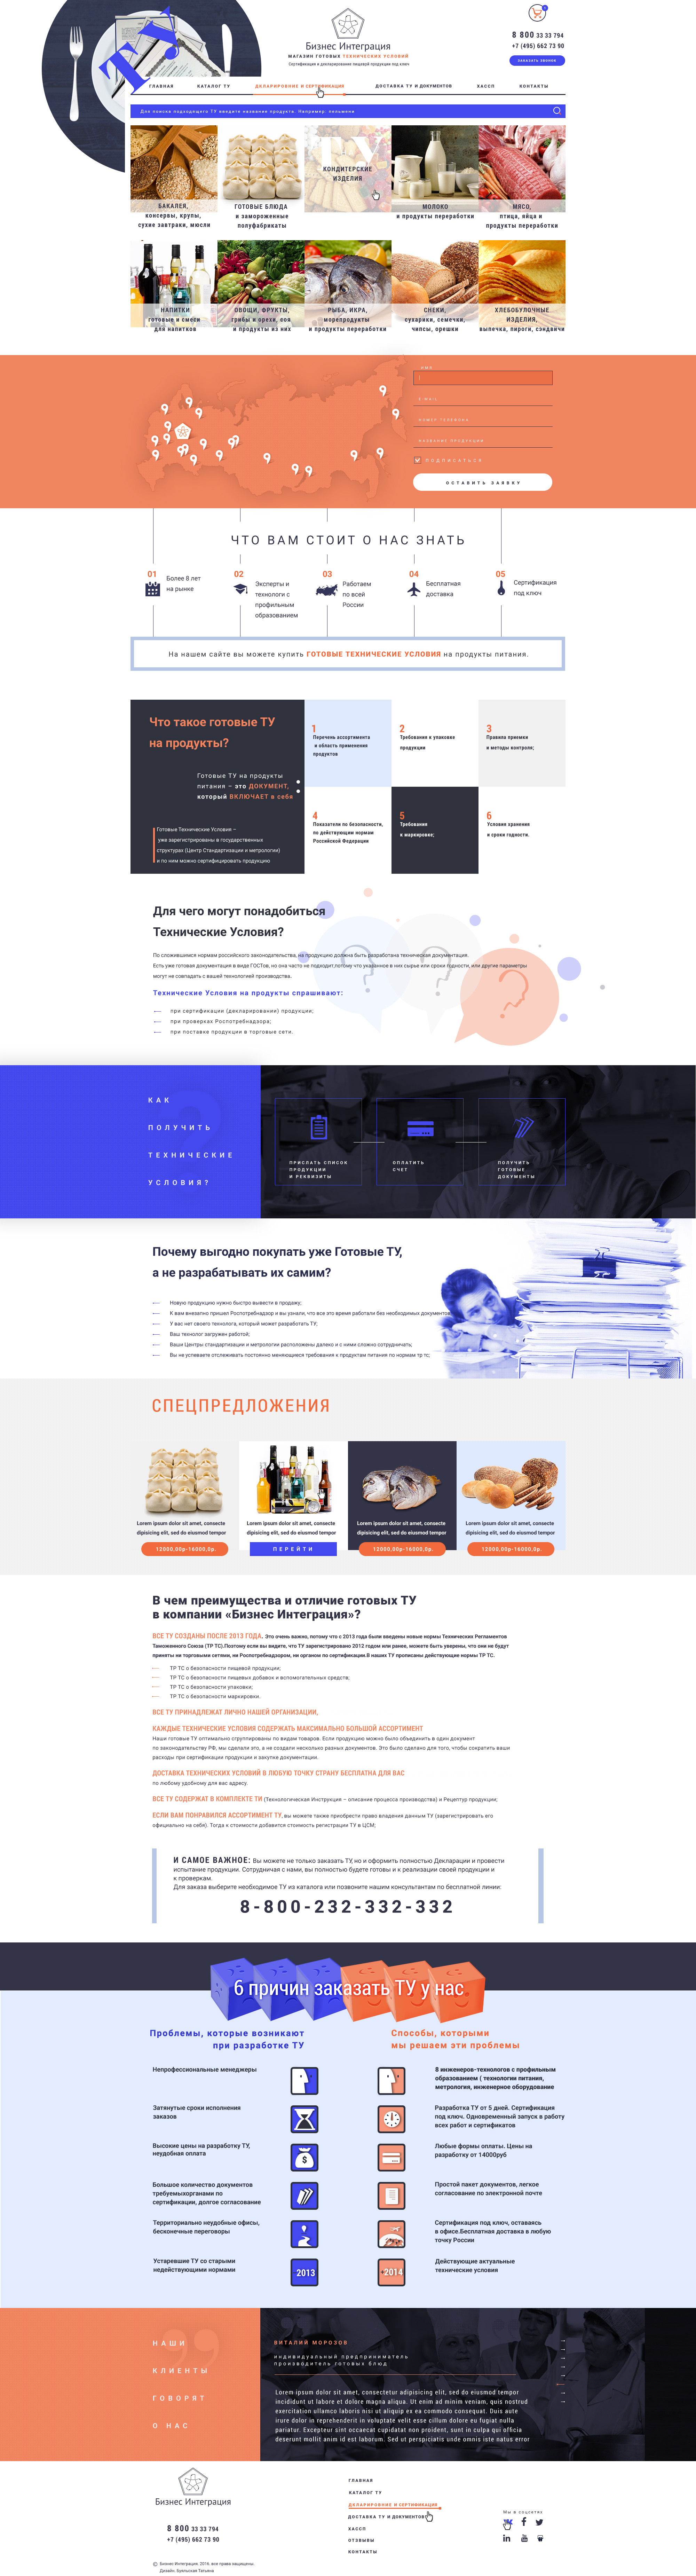 ТУ
Бизнес Интеграция
МАГАЗИН ГОТОВЫХ ТЕХНИЧЕСКИХ УСЛОВИЙ
Сертификация и декларирование пищевой продукции под ключ
8 800 33 33 794
+7 (495) 662 73 90
ЗАКАЗАТЬ ЗВОНОК
ГЛАВНАЯ КАТАЛОГ ТУ ДЕКЛАРИРОВНИЕ И СЕРТИФИКАЦИЯ ДОСТАВКА ТУ И ДОКУМЕНТОВ ХАССП КОНТАКТЫ
Для поиска подходящего ТУ введите название продукта. Например: пельмени
БАКАЛЕЯ,
консервы, крупы,
сухие завтраки, мюсли
ГОТОВЫЕ БЛЮДА
и замороженные
полуфабрикаты
КОНДИТЕРСКИЕ
ИЗДЕЛИЯ
МОЛОКО
и продукты переработки
МЯСО,
птица, яйца и
продукты переработки
НАПИТКИ
готовые и смеси
для напитков
ОВОЩИ, ФРУКТЫ,
грибы и орехи, соя
и продукты из них
РЫБА, ИКРА,
морепродукты
и продукты переработки
СНЕКИ,
сухарики, семечки,
чипсы, орешки
ХЛЕБОБУЛОЧНЫЕ
ИЗДЕЛИЯ,
выпечка, пироги, сэндвичи
ИМЯ
E-MAIL
НОМЕР ТЕЛЕФОНА
НАЗВАНИЕ ПРОДУКЦИИ
ПОДПИСАТЬСЯ
ОСТАВИТЬ ЗАЯВКУ
ЧТО ВАМ СТОИТ О НАС ЗНАТЬ
01
Более 8 лет
на рынке
02
Эксперты и
технологи с
профильным
образованием
03
Работаем
по всей
России
04
Бесплатная
доставка
05
Сертификация
под ключ
На нашем сайте вы можете купить ГОТОВЫЕ ТЕХНИЧЕСКИЕ УСЛОВИЯ на продукты питания.
Что такое готовые ТУ
на продукты?
Готовые ТУ на продукты
питания – это ДОКУМЕНТ,
который ВКЛЮЧАЕТ в себя
Готовые Технические Условия –
уже зарегистрированы в государственных
структурах (Центр Стандартизации и метрологии)
и по ним можно сертифицировать продукцию
1
Перечень ассортимента
и область применения
продуктов
2
Требования к упаковке
продукции
3
Правила приемки
и методы контроля;
4
Показатели по безопасности,
по действующим нормам
Российской Федерации
5
Требования
к маркировке;
6
Условия хранения
и сроки годности.
Для чего могут понадобиться
Технические Условия?
По сложившимся нормам российского законодательства, на продукцию должна быть разработана техническая документация.
Есть уже готовая документация в виде ГОСТов, но она часто не подходит,потому что указанное в них сырье или сроки годности, или другие параметры
могут не совпадать с вашей технологией производства.
Технические Условия на продукты спрашивают:
при сертификации (декларировании) продукции;
при проверках Роспотребнадзора;
при поставке продукции в торговые сети.
КАК
ПОЛУЧИТЬ
ТЕХНИЧЕСКИЕ
УСЛОВИЯ?
ПРИСЛАТЬ СПИСОК
ПРОДУКЦИИ
И РЕКВИЗИТЫ
ОПЛАТИТЬ
СЧЕТ
ПОЛУЧИТЬ
ГОТОВЫЕ
ДОКУМЕНТЫ
Почему выгодно покупать уже Готовые ТУ,
а не разрабатывать их самим?
Новую продукцию нужно быстро вывести в продажу;
К вам внезапно пришел Роспотребнадзор и вы узнали, что все это время работали без необходимых документов;
У вас нет своего технолога, который может разработать ТУ;
Ваш технолог загружен работой;
Ваши Центры стандартизации и метрологии расположены далеко и с ними сложно сотрудничать;
Вы не успеваете отслеживать постоянно меняющиеся требования к продуктам питания по нормам тр тс;
СПЕЦПРЕДЛОЖЕНИЯ
Lorem ipsum dolor sit amet, consecte
dipisicing elit, sed do eiusmod tempor
12000,00р-16000,0р.
Lorem ipsum dolor sit amet, consecte
dipisicing elit, sed do eiusmod tempor
ПЕРЕЙТИ
Lorem ipsum dolor sit amet, consecte
dipisicing elit, sed do eiusmod tempor
12000,00р-16000,0р.
Lorem ipsum dolor sit amet, consecte
dipisicing elit, sed do eiusmod tempor
12000,00р-16000,0р.
В чем преимущества и отличие готовых ТУ
в компании «Бизнес Интеграция»?
ВСЕ ТУ СОЗДАНЫ ПОСЛЕ 2013 ГОДА. Это очень важно, потому что с 2013 года были введены новые нормы Технических Регламентов
Таможенного Союза (ТР ТС).Поэтому если вы видите, что ТУ зарегистрировано 2012 годом или ранее, можете быть уверены, что они не будут
приняты ни торговыми сетями, ни Роспотребнадзором, ни органом по сертификации.В наших ТУ прописаны действующие нормы ТР ТС.
ТР ТС о безопасности пищевой продукции;
ТР ТС о безопасности пищевых добавок и вспомогательных средств;
ТР ТС о безопасности упаковки;
ТР ТС о безопасности маркировки.
ВСЕ ТУ ПРИНАДЛЕЖАТ ЛИЧНО НАШЕЙ ОРГАНИЗАЦИИ,
КАЖДЫЕ ТЕХНИЧЕСКИЕ УСЛОВИЯ СОДЕРЖАТЬ МАКСИМАЛЬНО БОЛЬШОЙ АССОРТИМЕНТ
Наши готовые ТУ оптимально сгруппированы по видам товаров. Если продукцию можно было объединить в один документ
по законодательству РФ, мы сделали это, а не создали несколько разных документов. Это было сделано для того, чтобы сократить ваши
расходы при сертификации продукции и закупке документации.
ДОСТАВКА ТЕХНИЧЕСКИХ УСЛОВИЙ В ЛЮБУЮ ТОЧКУ СТРАНУ БЕСПЛАТНА ДЛЯ ВАС
по любому удобному для вас адресу.
ВСЕ ТУ СОДЕРЖАТ В КОМПЛЕКТЕ ТИ (Технологическая Инструкция – описание процесса производства) и Рецептур продукции;
ЕСЛИ ВАМ ПОНРАВИЛСЯ АССОРТИМЕНТ ТУ, вы можете также приобрести право владения данным ТУ (зарегистрировать его
официально на себя). Тогда к стоимости добавится стоимость регистрации ТУ в ЦСМ;
И САМОЕ ВАЖНОЕ: Вы можете не только заказать ТУ, но и оформить полностью Декларации и провести
испытание продукции. Сотрудничая с нами, вы полностью будете готовы и к реализации своей продукции и
к проверкам.
Для заказа выберите необходимое ТУ из каталога или позвоните нашим консультантам по бесплатной линии:
8-800-232-332-332
6 причин заказать ТУ у нас
Проблемы, которые возникают
при разработке ТУ
Способы, которыми
мы решаем эти проблемы
Непрофессиональные менеджеры
8 инженеров-технологов с профильным
образованием ( технологии питания,
метрология, инженерное оборудование
Затянутые сроки исполнения
заказов
Разработка ТУ от 5 дней. Сертификация
под ключ. Одновременный запуск в работу
всех работ и сертификатов
Высокие цены на разработку ТУ,
неудобная оплата
Любые формы оплаты. Цены на
разработку от 14000руб
Большое количество документов
требуемыхорганами по
сертификации, долгое согласование
Простой пакет документов, легкое
согласование по электронной почте
Территориально неудобные офисы,
бесконечные переговоры
Сертификация под ключ, оставаясь
в офисе.Бесплатная доставка в любую
точку России
Устаревшие ТУ со старыми
недействующими нормами
2013
+2014
Действующие актуальные
технические условия
НАШИ
КЛИЕНТЫ
ГОВОРЯТ
О НАС
ВИТАЛИЙ МОРОЗОВ
индивидуальный предприниматель
производитель готовых блюд
Lorem ipsum dolor sit amet, consectetur adipisicing elit, sed do eiusmod tempor
incididunt ut labore et dolore magna aliqua. Ut enim ad minim veniam, quis nostrud
exercitation ullamco laboris nisi ut aliquip ex ea commodo consequat. Duis aute
irure dolor in reprehenderit in voluptate velit esse cillum dolore eu fugiat nulla
pariatur. Excepteur sint occaecat cupidatat non proident, sunt in culpa qui officia
deserunt mollit anim id est laborum. Sed ut perspiciatis unde omnis iste natus error
Бизнес Интеграция
8 800 33 33 794
+7 (495) 662 73 90
© Бизнес Интеграция. 2016. все права защищены.
ГЛАВНАЯ
КАТАЛОГ ТУ
ДЕКЛАРИРОВНИЕ И СЕРТИФИКАЦИЯ
ДОСТАВКА ТУ И ДОКУМЕНТОВ
ХАССП
ОТЗЫВЫ
КОНТАКТЫ
Мы в соцсетях